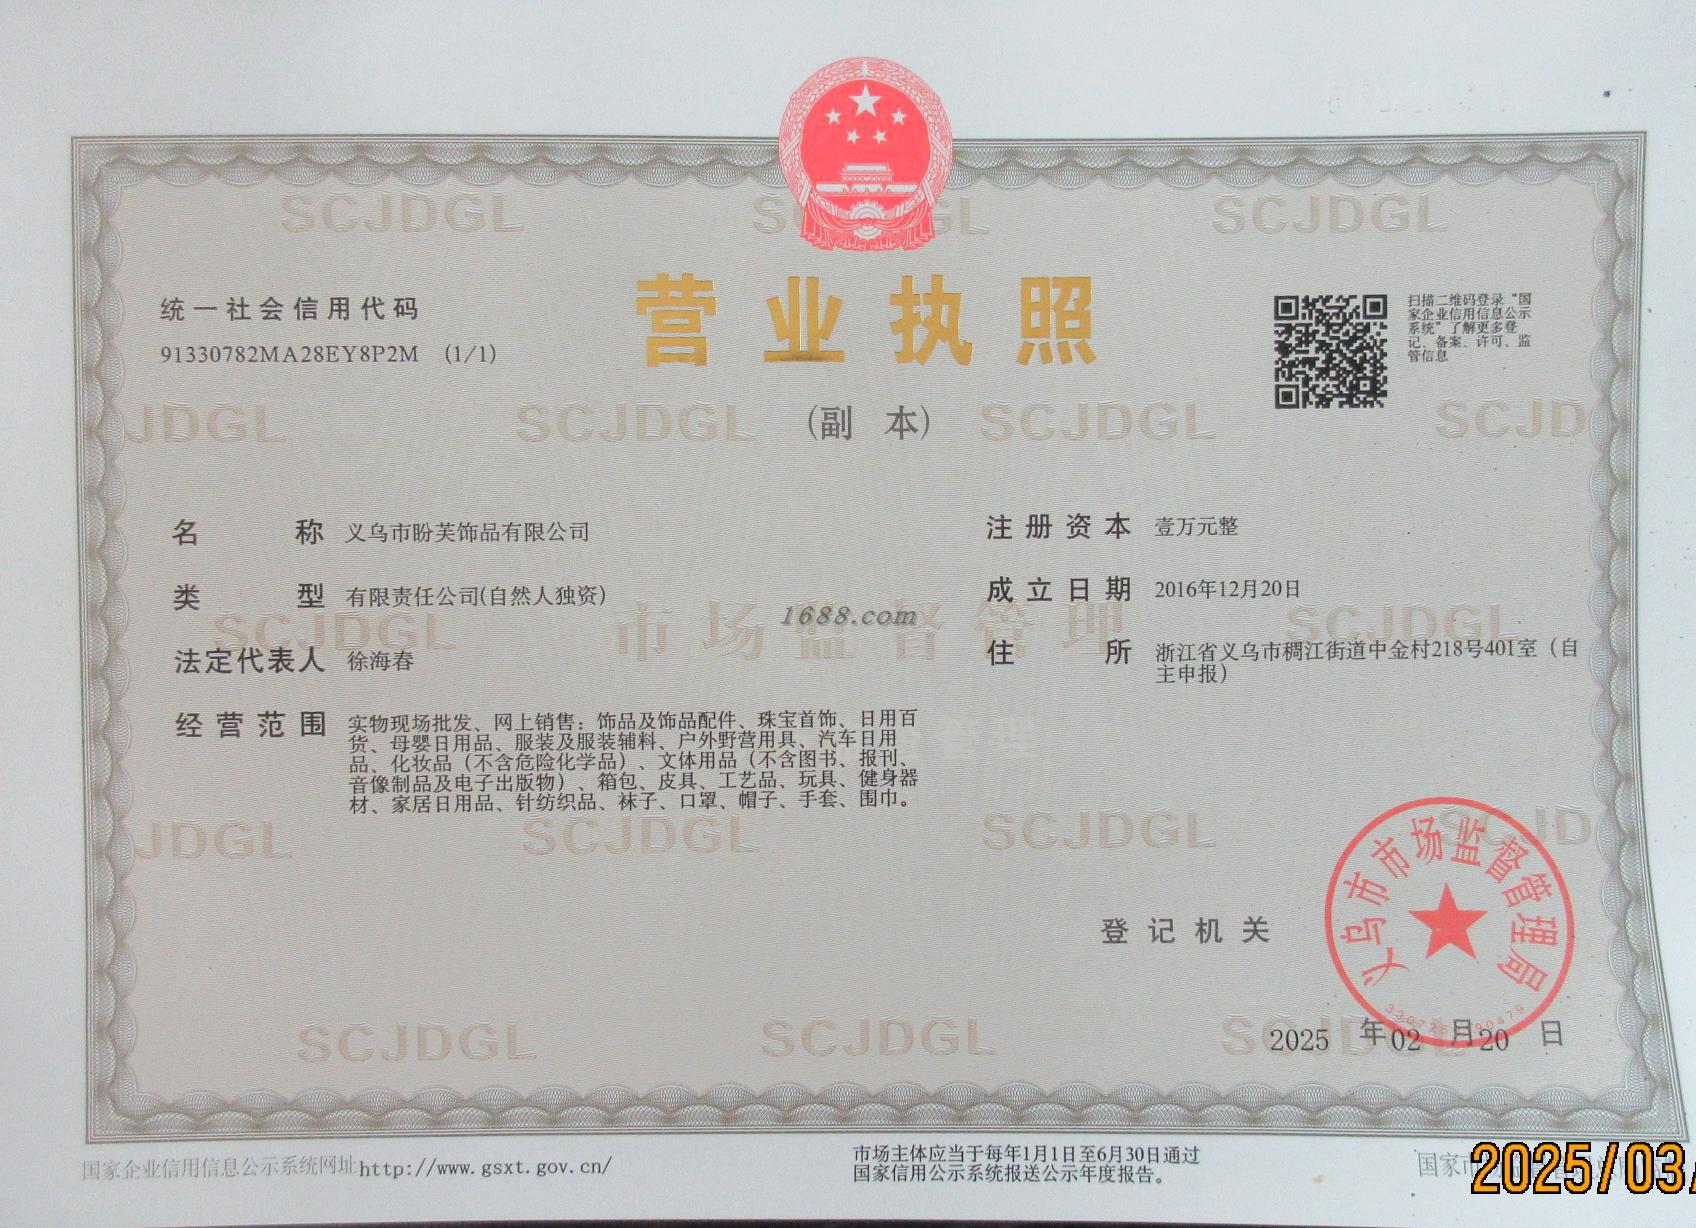 营业执照
(副 本)
统一社会信用代码
91330782MA28EY8P2M (1/1)
扫描二维码登录“国
家企业信用信息公示
系统”了解更多登
记、备案、许可、监
管信息
名 称 义乌市盼芙饰品有限公司
类 型 有限责任公司(自然人独资)
法定代表人 徐海春
经营范围 实物现场批发、网上销售：饰品及饰品配件、珠宝首饰、日用百
货、母婴日用品、服装及服装辅料、户外野营用具、汽车日用
品、化妆品（不含危险化学品）、文体用品（不含图书、报刊、
音像制品及电子出版物）、箱包、皮具、工艺品、玩具、健身器
材、家居日用品、针纺织品、袜子、口罩、帽子、手套、围巾。
注册资本 壹万元整
成立日期 2016年12月20日
住 所 浙江省义乌市稠江街道中金村218号401室（自
主申报）
1688.com
市场监督管理
SCJDGL
登记机关
义乌市市场监督管理局
2025 年02 月20 日
国家企业信用信息公示系统网址http://www.gsxt.gov.cn/
市场主体应当于每年1月1日至6月30日通过
国家信用公示系统报送公示年度报告。
2025/03/